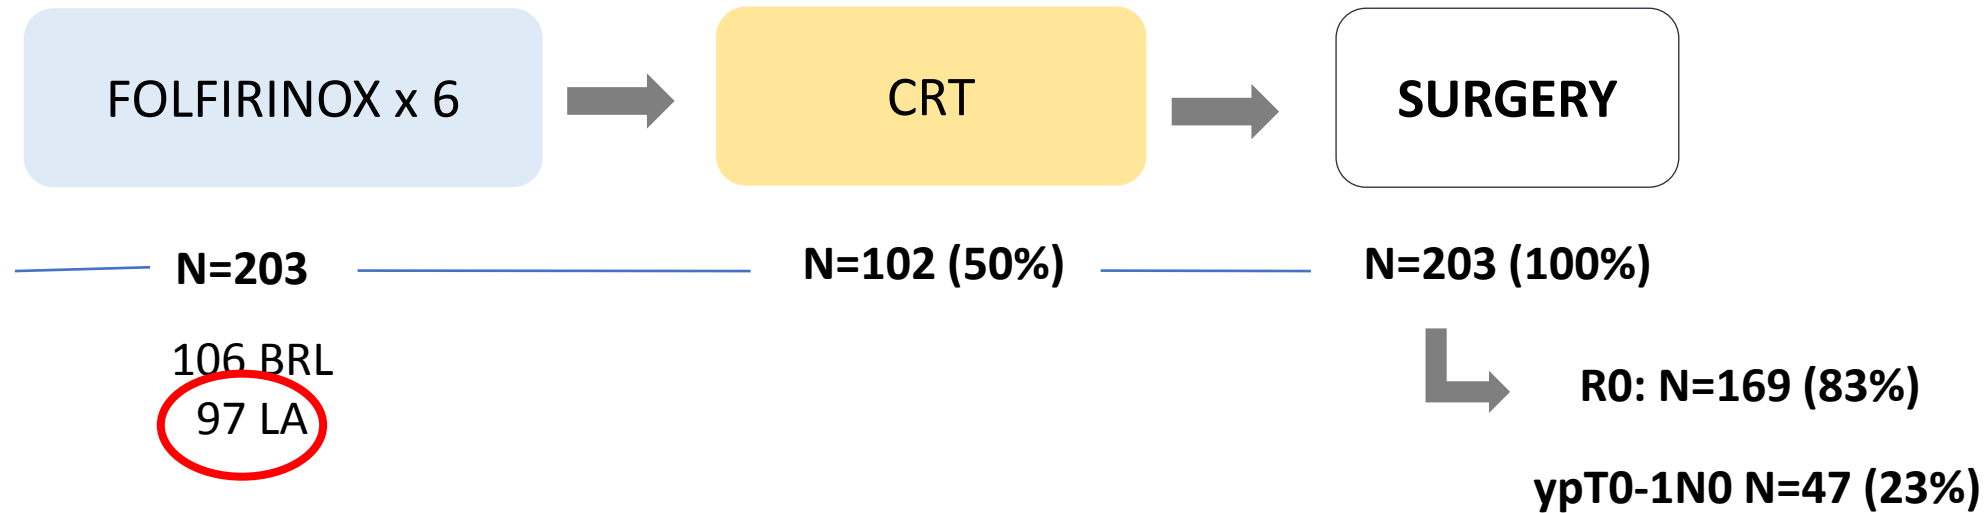 FOLFIRINOX x 6
CRT
SURGERY
N=203
N=102 (50%)
N=203 (100%)
106 BRL
97 LA
R0: N=169 (83%)
ypT0-1N0 N=47 (23%)